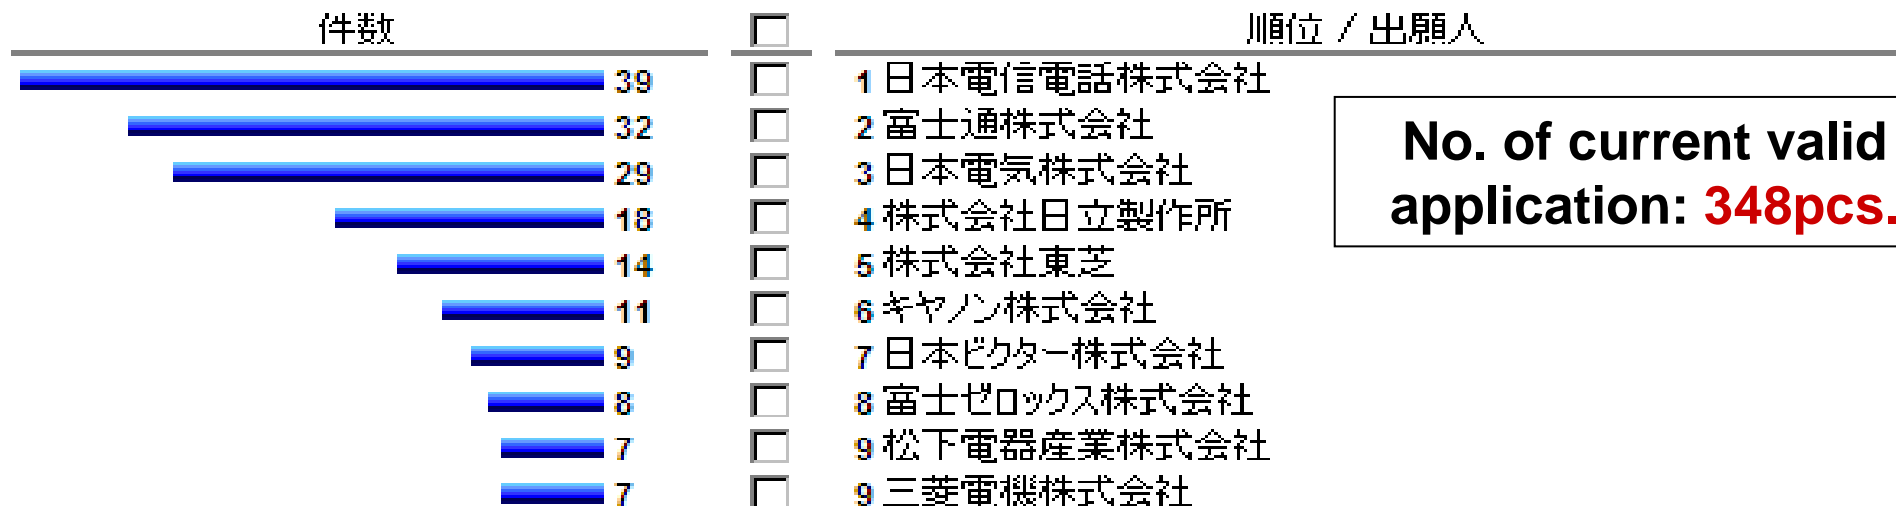 件数 順位 / 出願人
39 1 日本電信電話株式会社
32 2 富士通株式会社
29 3 日本電気株式会社
18 4 株式会社日立製作所
14 5 株式会社東芝
11 6 キヤノン株式会社
9 7 日本ビクター株式会社
8 8 富士ゼロックス株式会社
7 9 松下電器産業株式会社
7 9 三菱電機株式会社
No. of current valid
application: 348pcs.